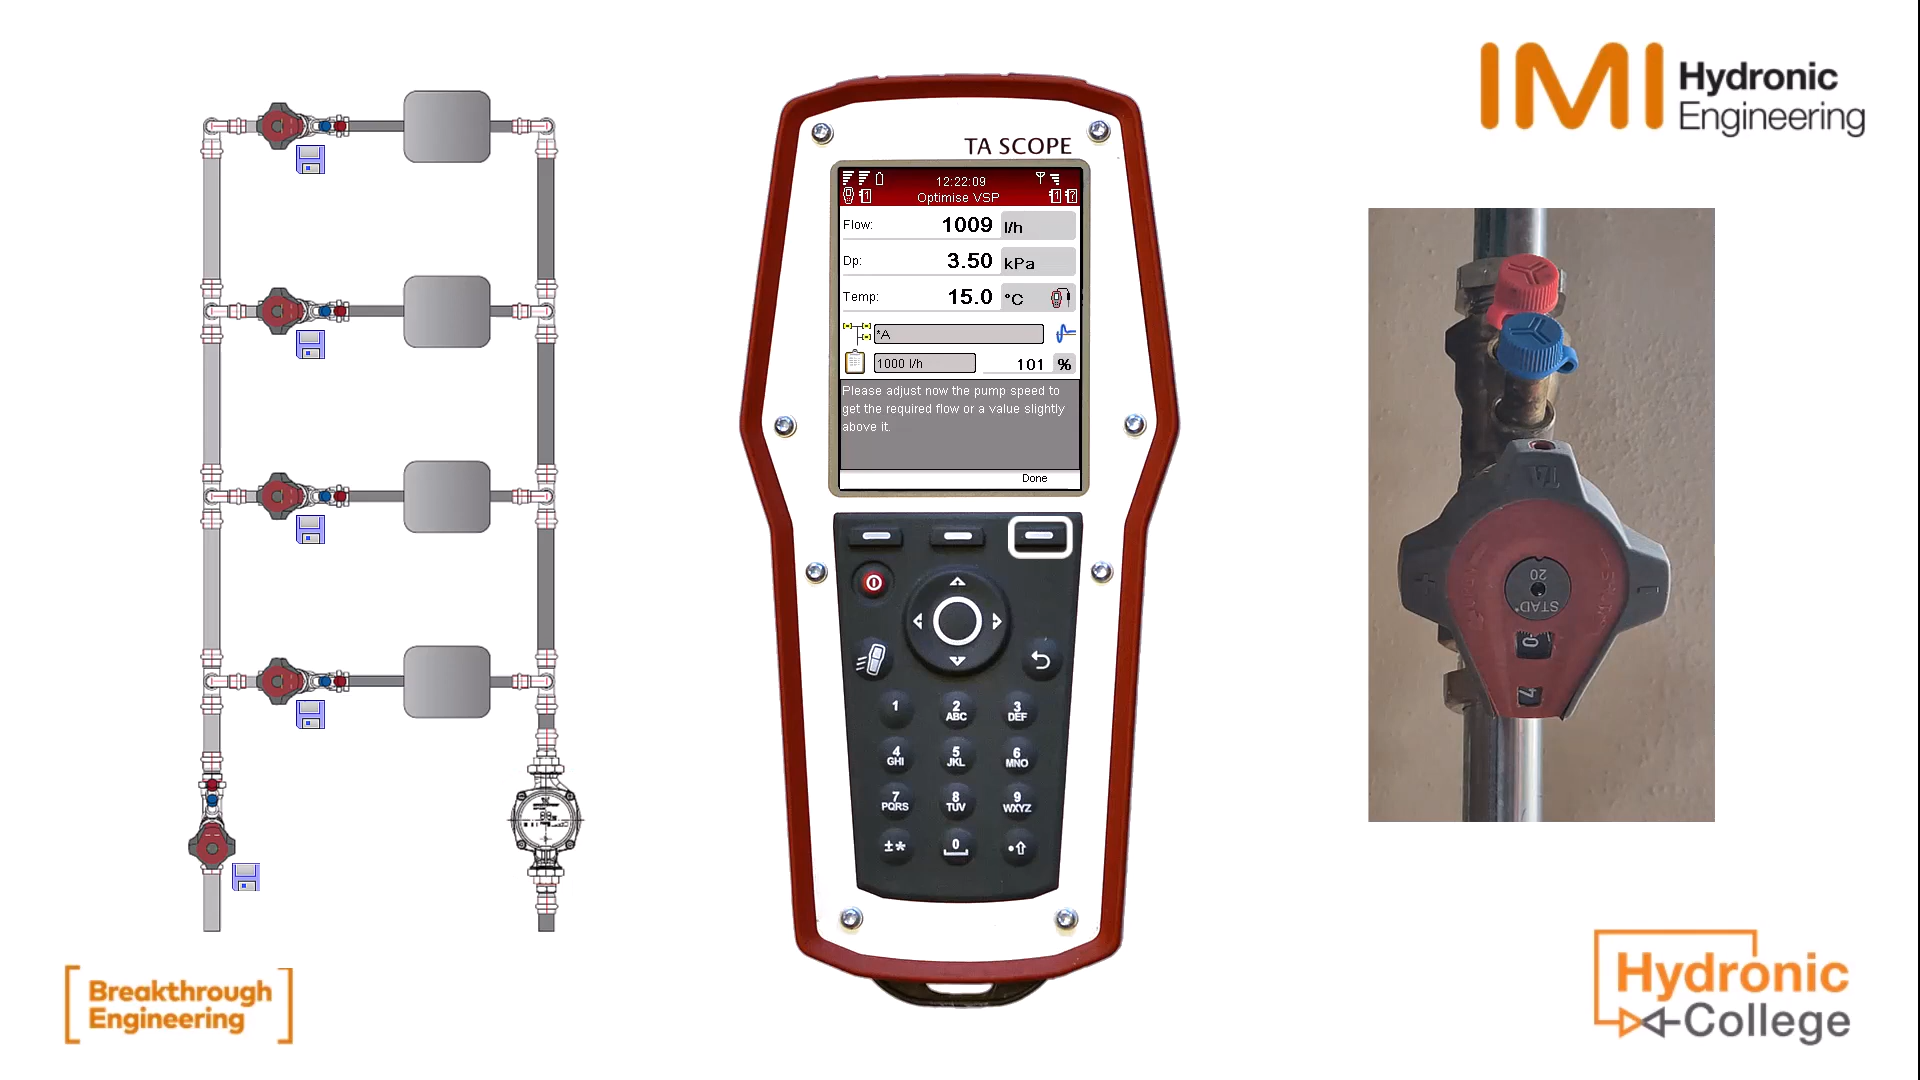 IMI Hydronic
Engineering
TA SCOPE
12:22:09
Optimise VSP
Flow: 1009 l/h
Dp: 3.50 kPa
Temp: 15.0 °C
*A
1000 l/h 101 %
Please adjust now the pump speed to
get the required flow or a value slightly
above it.
Done
1 2 3
ABC DEF
4 5 6
GHI JKL MNO
7 8 9
PQRS TUV WXYZ
±* 0
TA
20
STAD*
0
4
Breakthrough
Engineering
Hydronic
College